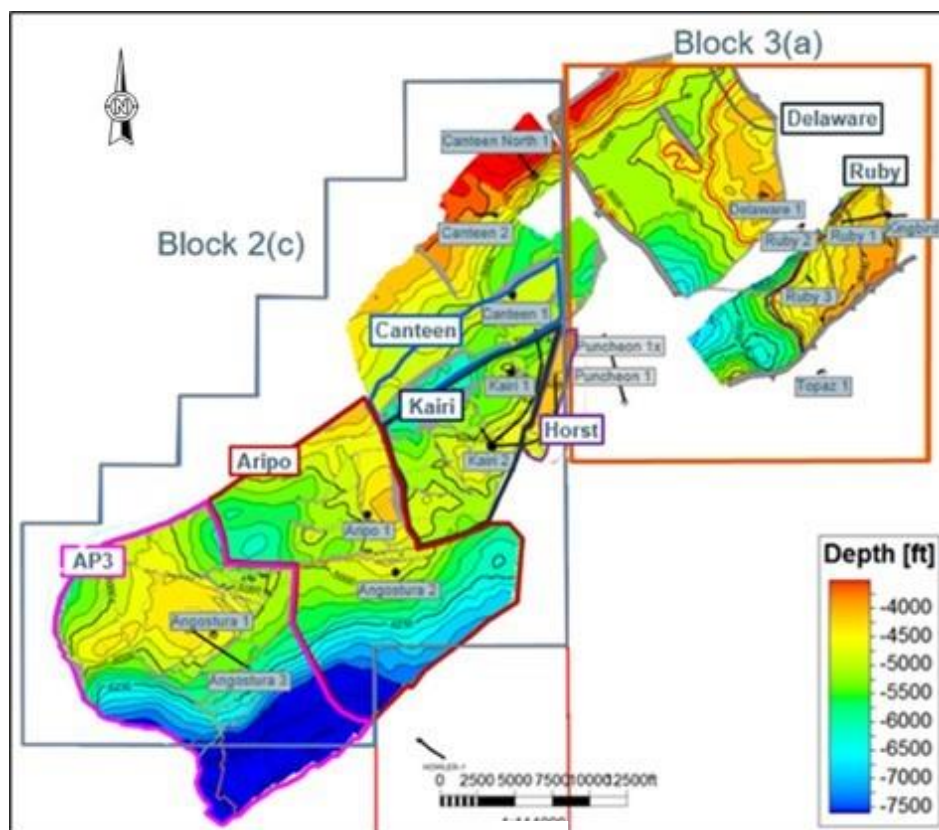 Block 3(a)
N
Delaware
Canteen North 1
Ruby
Delaware 1
Block 2(c)
Canteen 2
Ruby 2
Ruby 1
Kingbird
Ruby 3
Canteen 1
Canteen
Puncheon 1x
Kairi 1
Puncheon 1
Topaz 1
Kairi
Horst
Aripo
Kairi 2
Aripo 1
AP3
Depth [ft]
Angostura 2
-4000
-4500
Angostura 1
-5000
Angostura 3
-5500
-6000
-6500
-7000
-7500
0 2500 5000 7500 10000 12500ft